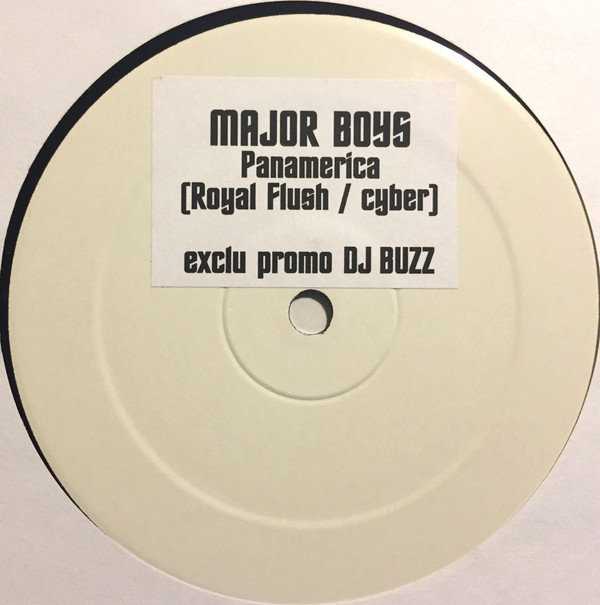 MAJOR BOYS
Panamerica
(Royal Flush / cyber)
exclu promo DJ BUZZ